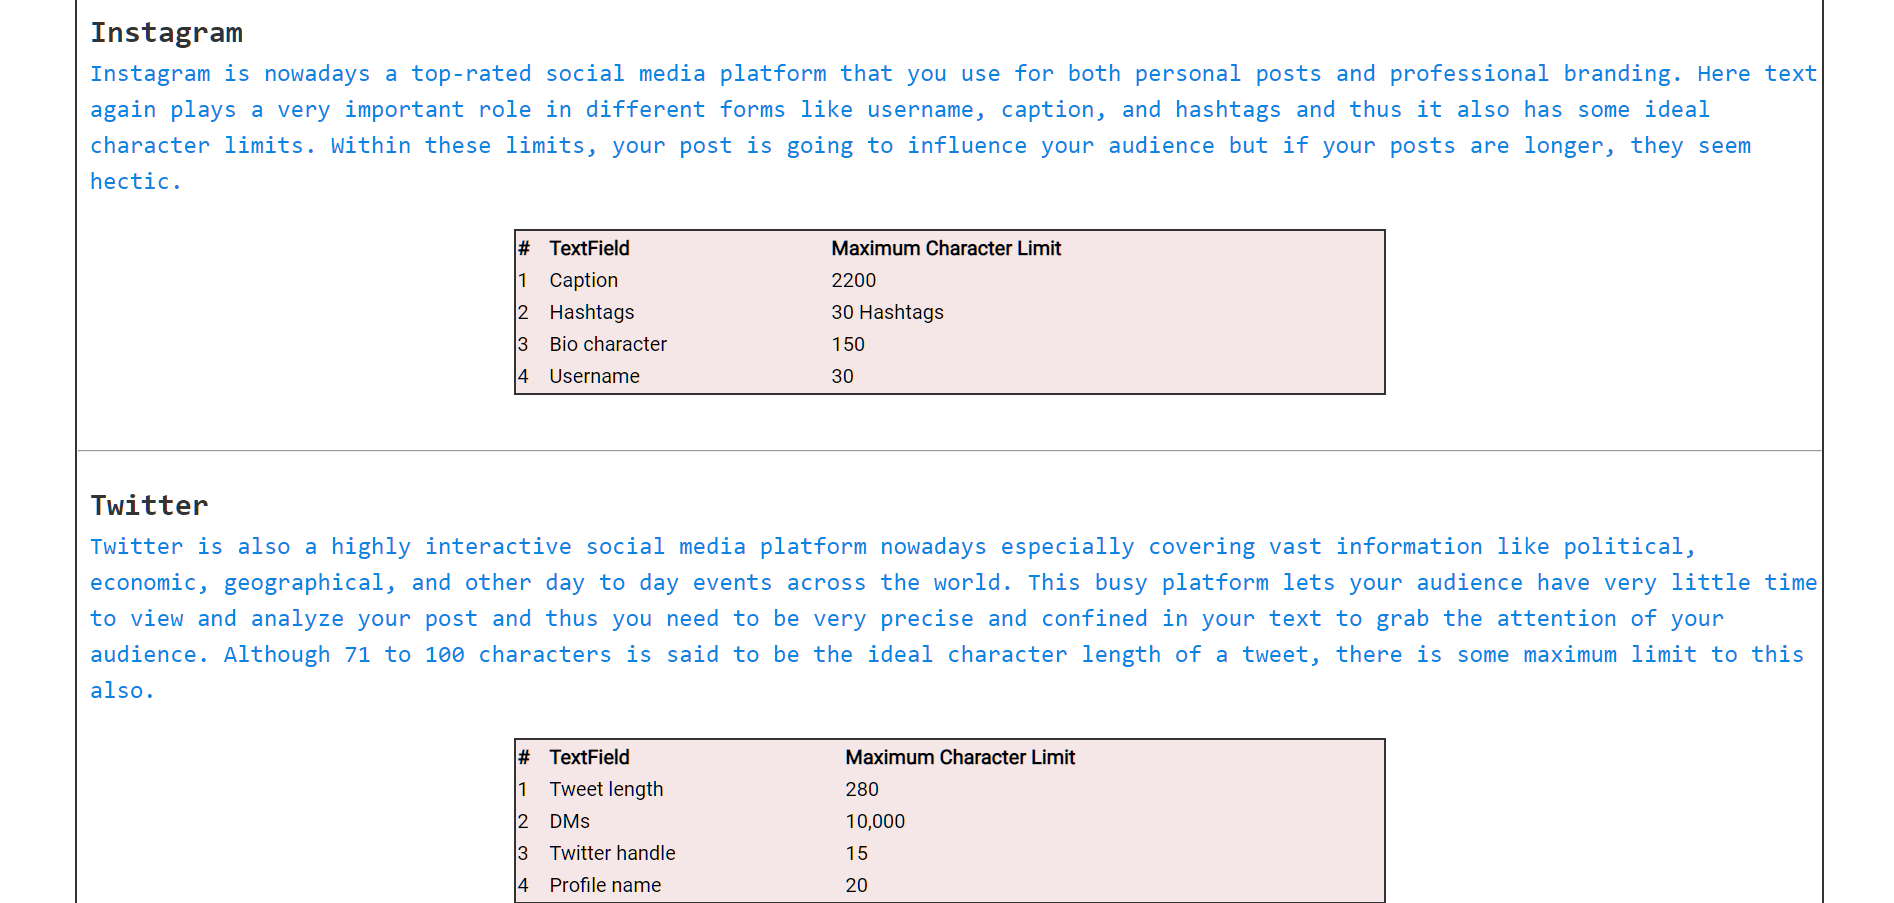 Instagram
Instagram is nowadays a top-rated social media platform that you use for both personal posts and professional branding. Here text
again plays a very important role in different forms like username, caption, and hashtags and thus it also has some ideal
character limits. Within these limits, your post is going to influence your audience but if your posts are longer, they seem
hectic.
# TextField Maximum Character Limit
1 Caption 2200
2 Hashtags 30 Hashtags
3 Bio character 150
4 Username 30
Twitter
Twitter is also a highly interactive social media platform nowadays especially covering vast information like political,
economic, geographical, and other day to day events across the world. This busy platform lets your audience have very little time
to view and analyze your post and thus you need to be very precise and confined in your text to grab the attention of your
audience. Although 71 to 100 characters is said to be the ideal character length of a tweet, there is some maximum limit to this
also.
# TextField Maximum Character Limit
1 Tweet length 280
2 DMs 10,000
3 Twitter handle 15
4 Profile name 20